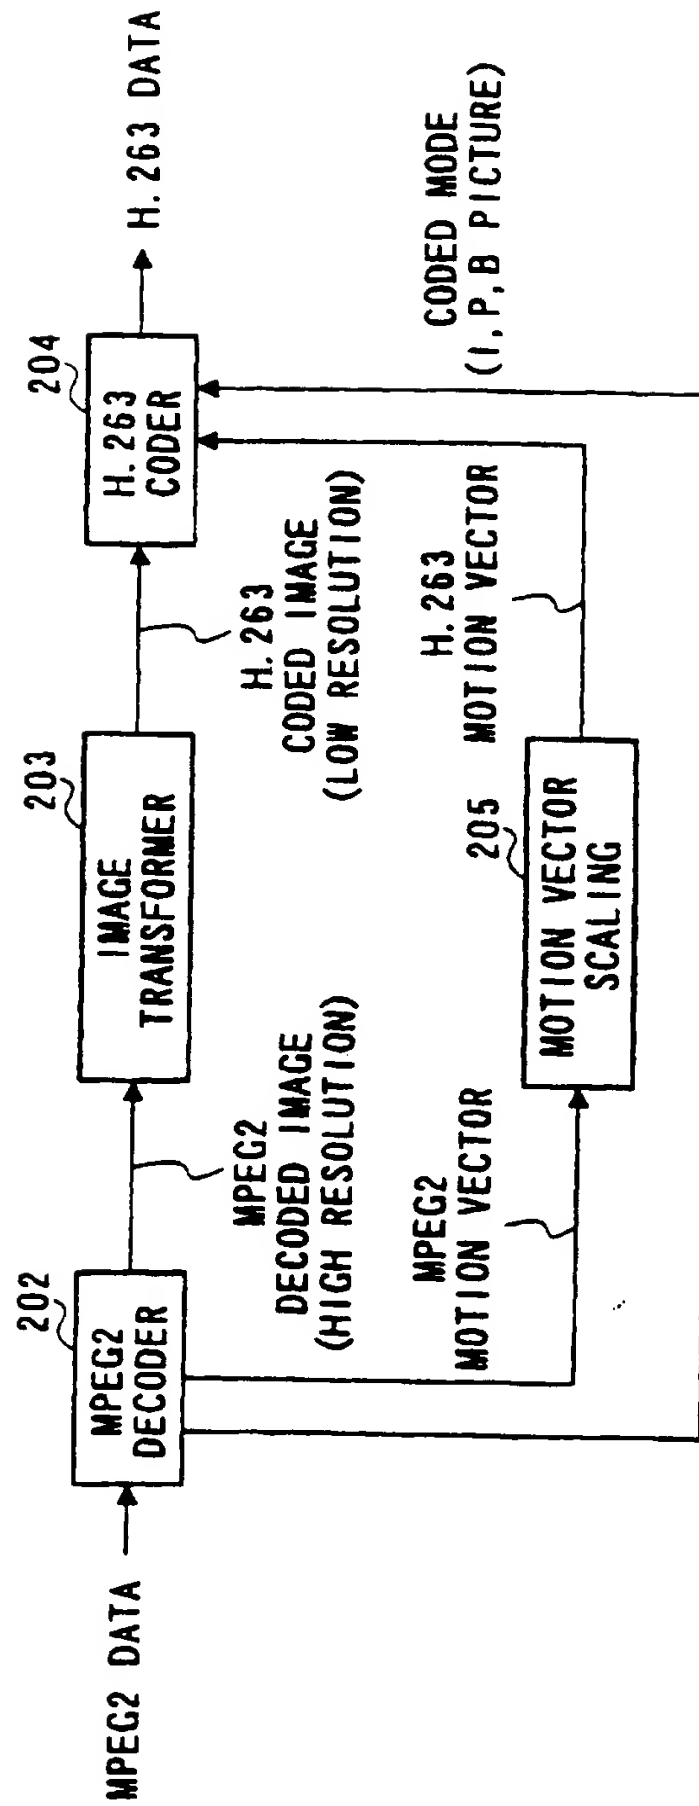 MPEG2 DATA
202
MPEG2
DECODER
MPEG2
DECODED IMAGE
(HIGH RESOLUTION)
203
IMAGE
TRANSFORMER
H.263
CODED IMAGE
(LOW RESOLUTION)
204
H.263
CODER
H.263 DATA
MPEG2
MOTION VECTOR
205
MOTION VECTOR
SCALING
H.263
MOTION VECTOR
CODED MODE
(I, P, B PICTURE)